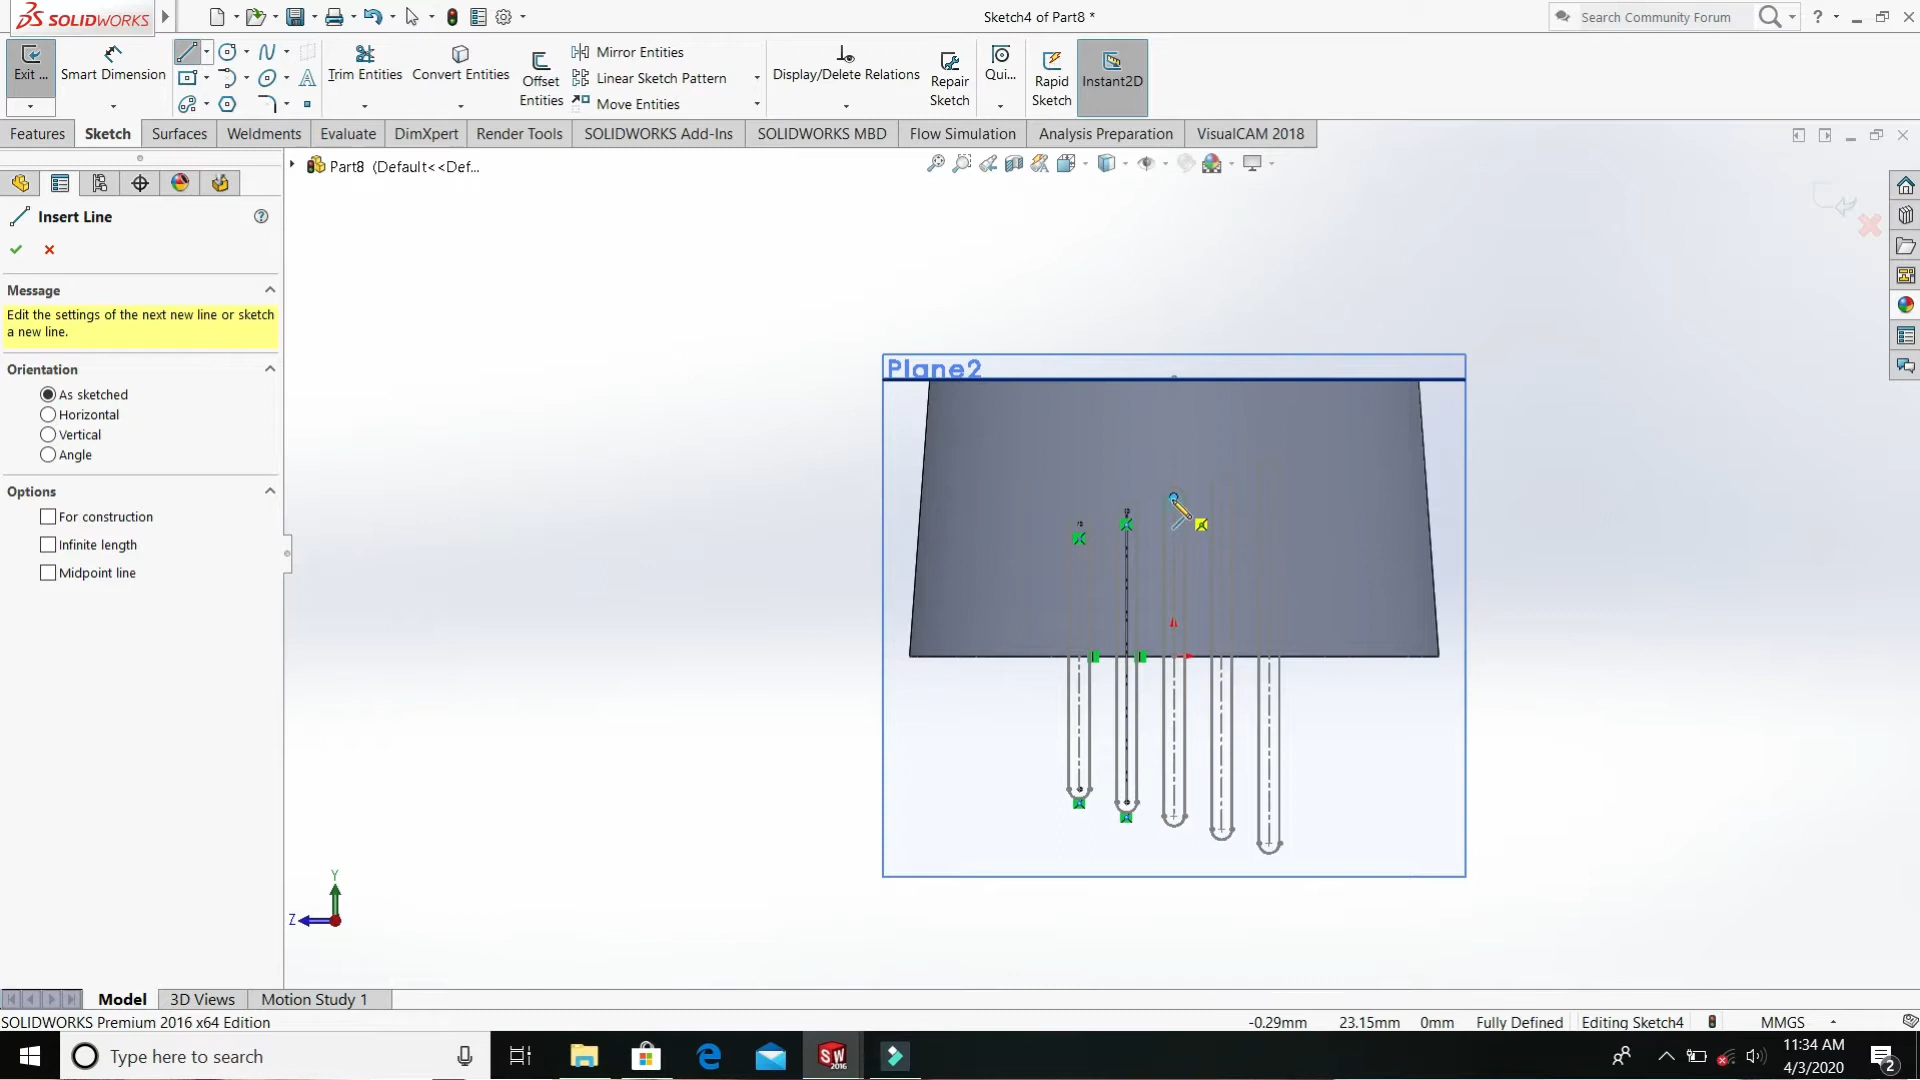 SOLIDWORKS
Sketch4 of Part8 *
Search Community Forum
?
Exit ...
Smart Dimension
Trim Entities
Convert Entities
Offset
Entities
Mirror Entities
Linear Sketch Pattern
Move Entities
Display/Delete Relations
Repair
Sketch
Qui...
Rapid
Sketch
Instant2D
Features
Sketch
Surfaces
Weldments
Evaluate
DimXpert
Render Tools
SOLIDWORKS Add-Ins
SOLIDWORKS MBD
Flow Simulation
Analysis Preparation
VisualCAM 2018
Part8 (Default<<Def...
Insert Line
Message
Edit the settings of the next new line or sketch
a new line.
Orientation
As sketched
Horizontal
Vertical
Angle
Options
For construction
Infinite length
Midpoint line
Plane2
Y
Z
Model
3D Views
Motion Study 1
SOLIDWORKS Premium 2016 x64 Edition
-0.29mm
23.15mm
0mm
Fully Defined
Editing Sketch4
MMGS
Type here to search
SW
2016
11:34 AM
4/3/2020
2